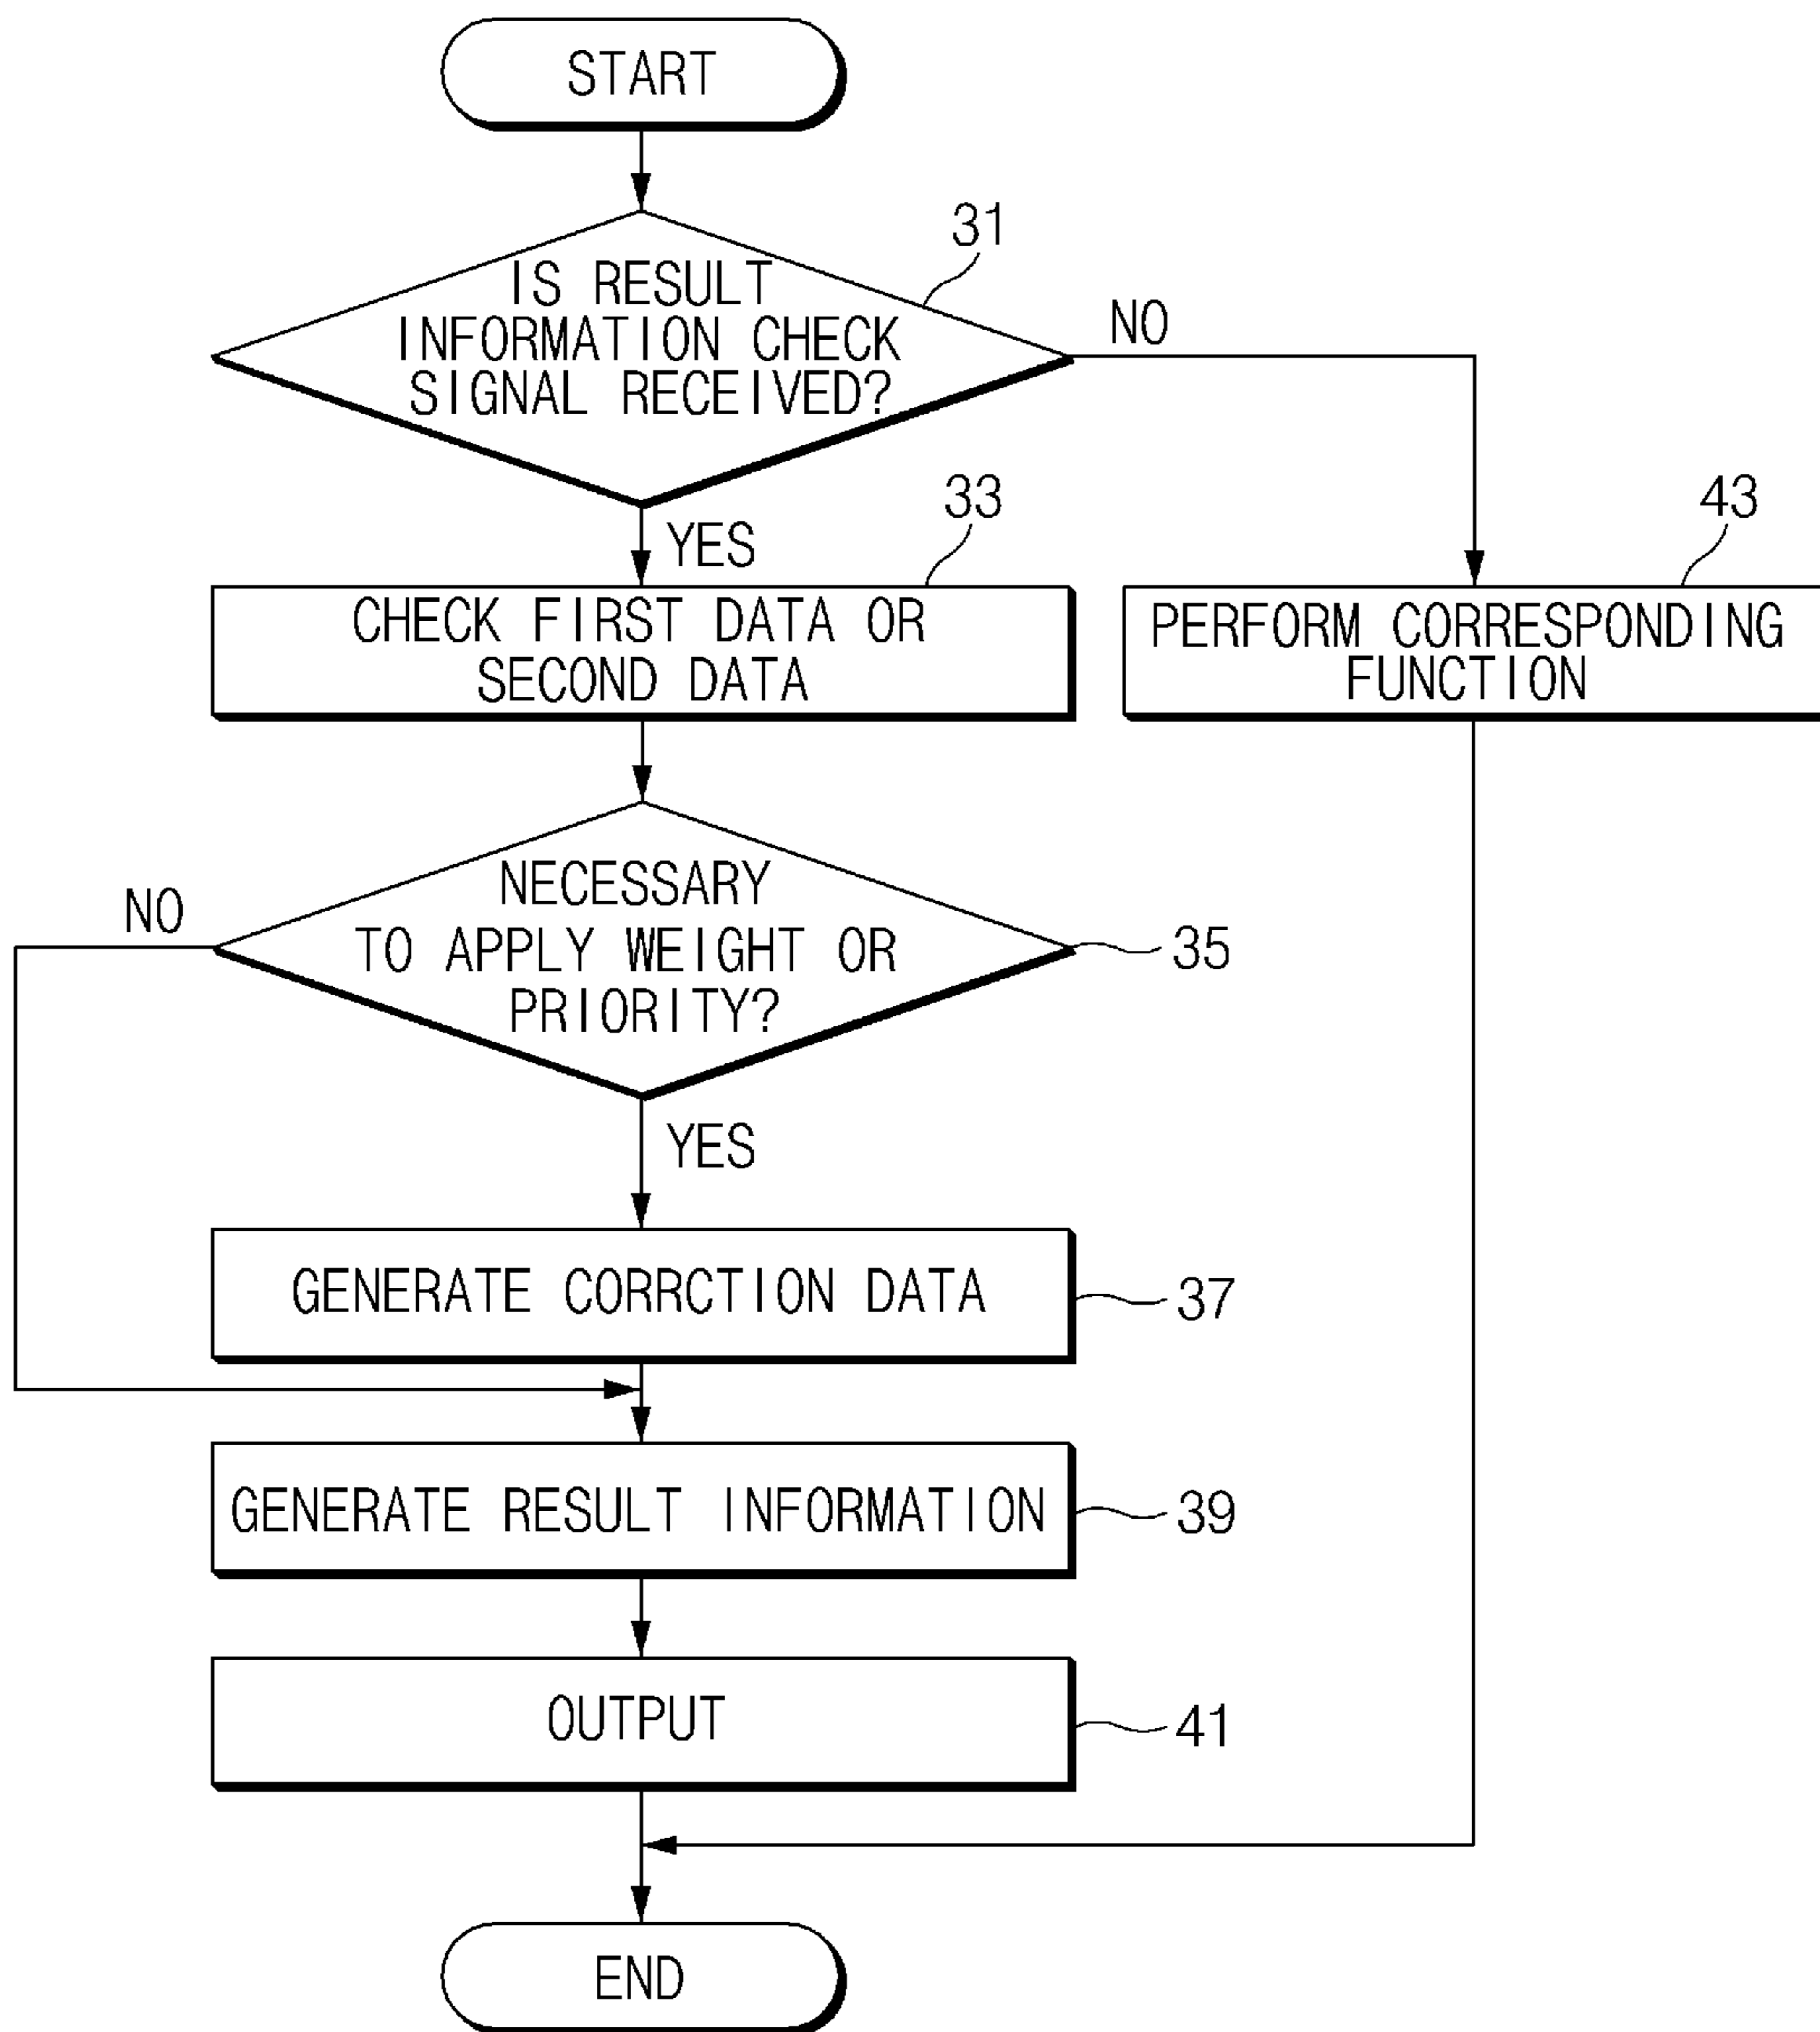 START
31
IS RESULT
INFORMATION CHECK
SIGNAL RECEIVED?
NO
YES
33
43
CHECK FIRST DATA OR
SECOND DATA
PERFORM CORRESPONDING
FUNCTION
NO
NECESSARY
TO APPLY WEIGHT OR
PRIORITY?
35
YES
GENERATE CORRCTION DATA
37
GENERATE RESULT INFORMATION
39
OUTPUT
41
END